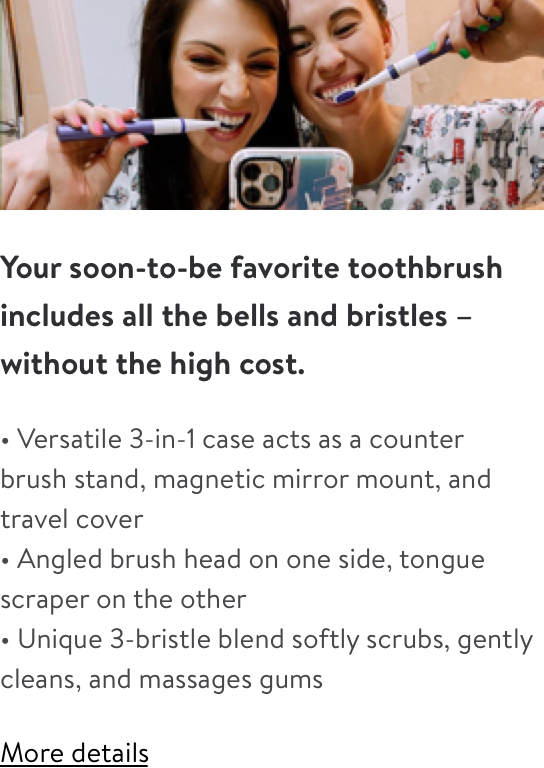 Your soon-to-be favorite toothbrush
includes all the bells and bristles –
without the high cost.
• Versatile 3-in-1 case acts as a counter
brush stand, magnetic mirror mount, and
travel cover
• Angled brush head on one side, tongue
scraper on the other
• Unique 3-bristle blend softly scrubs, gently
cleans, and massages gums
More details